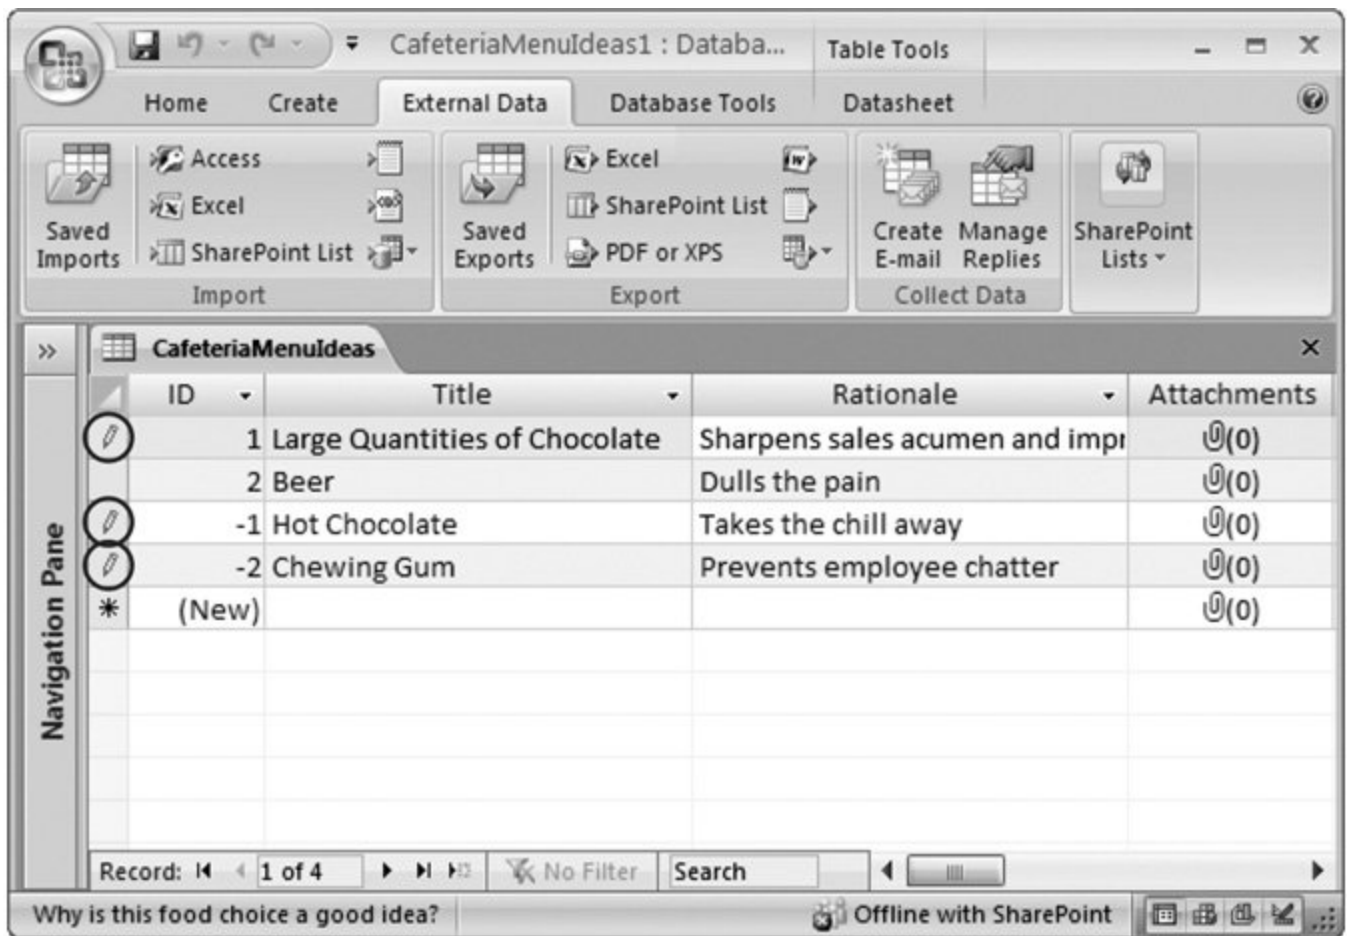 CafeteriaMenuIdeas1 : Databa...
Table Tools
Home Create External Data Database Tools Datasheet
Saved Imports
Access
Excel
SharePoint List
Import
Saved Exports
Excel
SharePoint List
PDF or XPS
Export
Create E-mail
Manage Replies
Collect Data
SharePoint Lists
CafeteriaMenuIdeas
ID Title Rationale Attachments
1 Large Quantities of Chocolate Sharpens sales acumen and impr (0)
2 Beer Dulls the pain (0)
-1 Hot Chocolate Takes the chill away (0)
-2 Chewing Gum Prevents employee chatter (0)
(New) (0)
Navigation Pane
Record: 1 of 4 No Filter Search
Why is this food choice a good idea? Offline with SharePoint